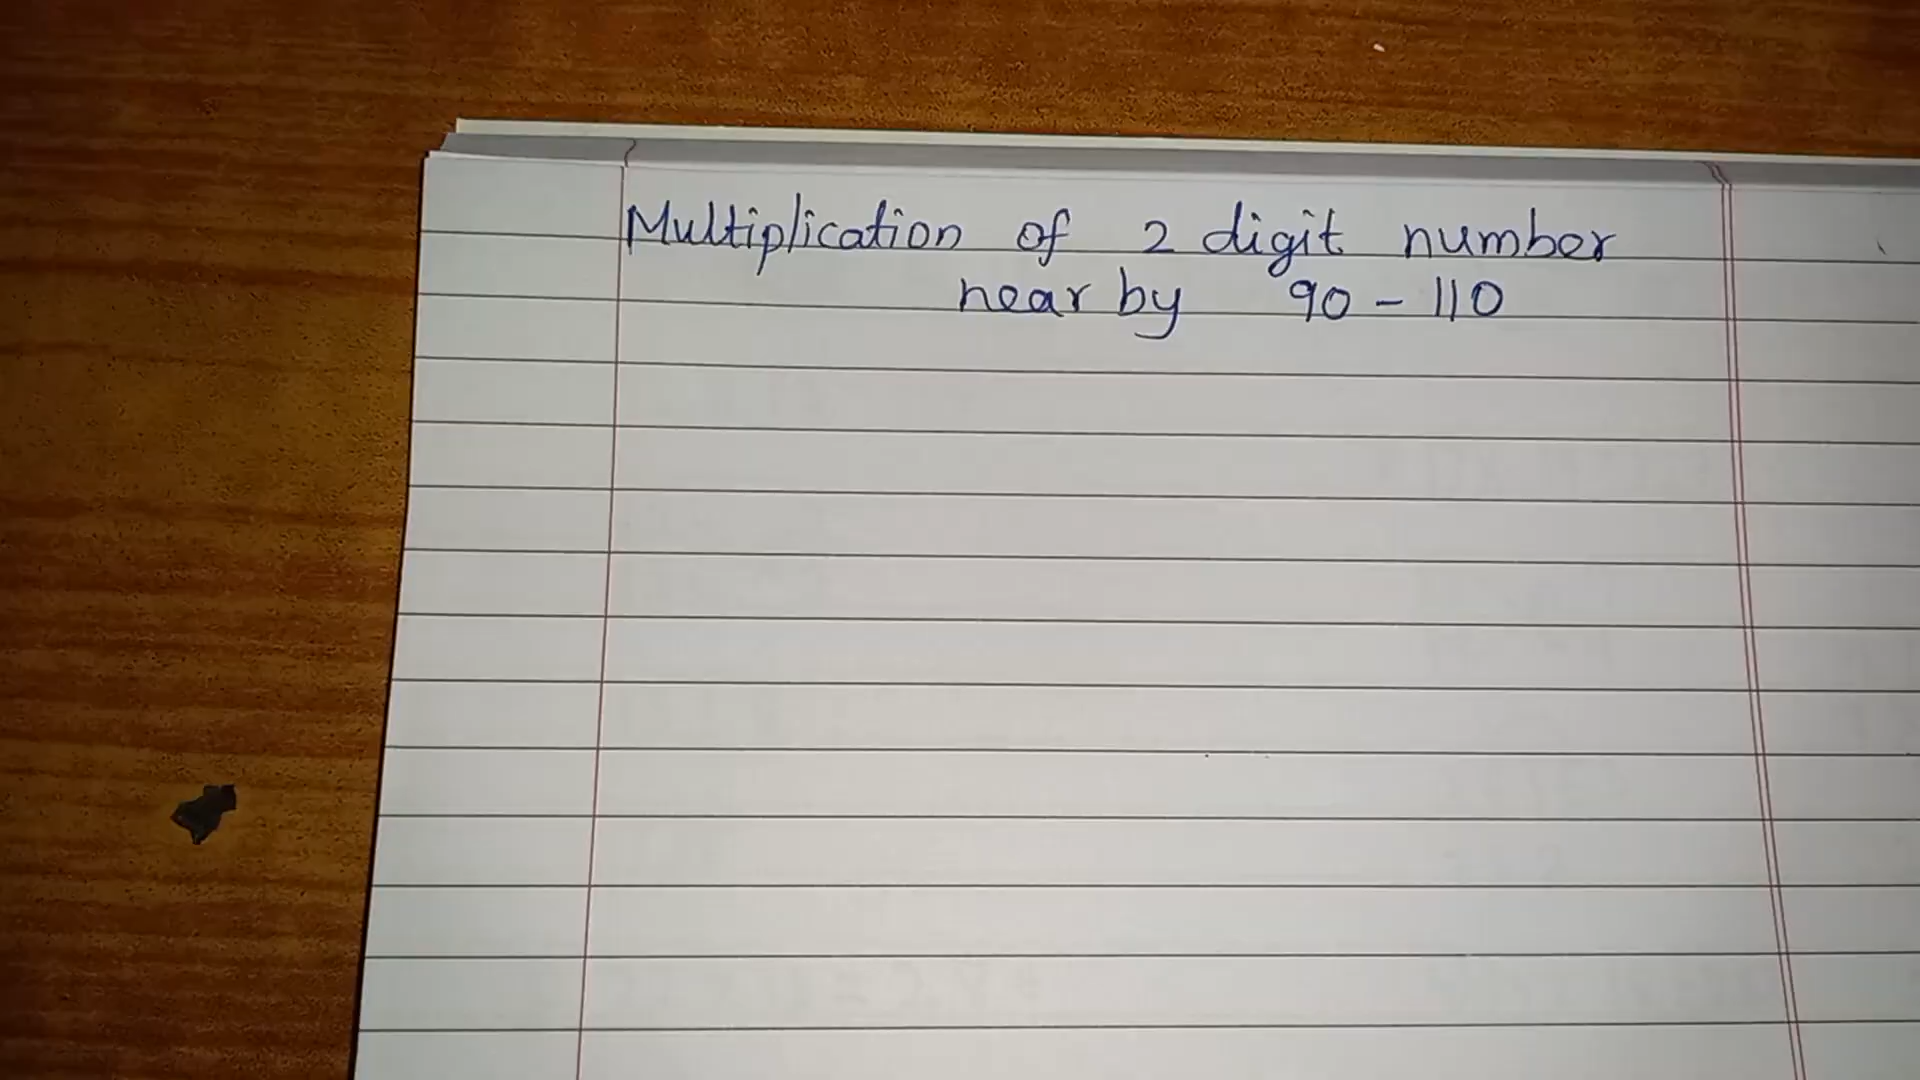 Multiplication of 2 digit number
near by 90 - 110